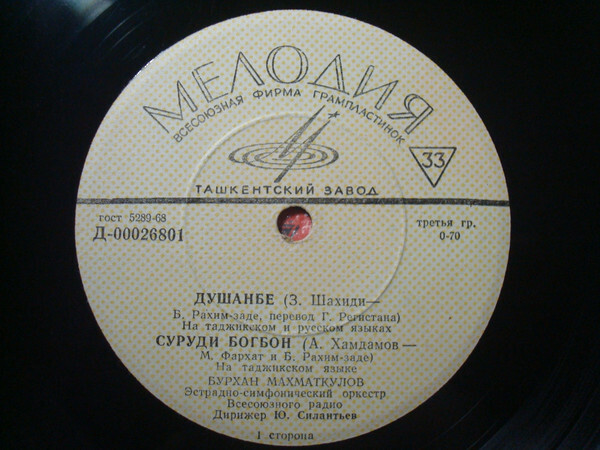 МЕЛОДИЯ
ВСЕСОЮЗНАЯ ФИРМА ГРАМПЛАСТИНОК
33
ТАШКЕНТСКИЙ ЗАВОД
гост 5289-68
Д-00026801
третья гр.
0-70
ДУШАНБЕ (З. Шахиди—
Б. Рахим-заде, перевод Г. Регистана)
На таджикском и русском языках
СУРУДИ БОГБОН (А. Хамдамов—
М. Фархат и Б. Рахим-заде)
На таджикском языке
БУРХАН МАХМАТКУЛОВ
Эстрадно-симфонический оркестр
Всесоюзного радио
Дирижер Ю. Силантьев
1 сторона